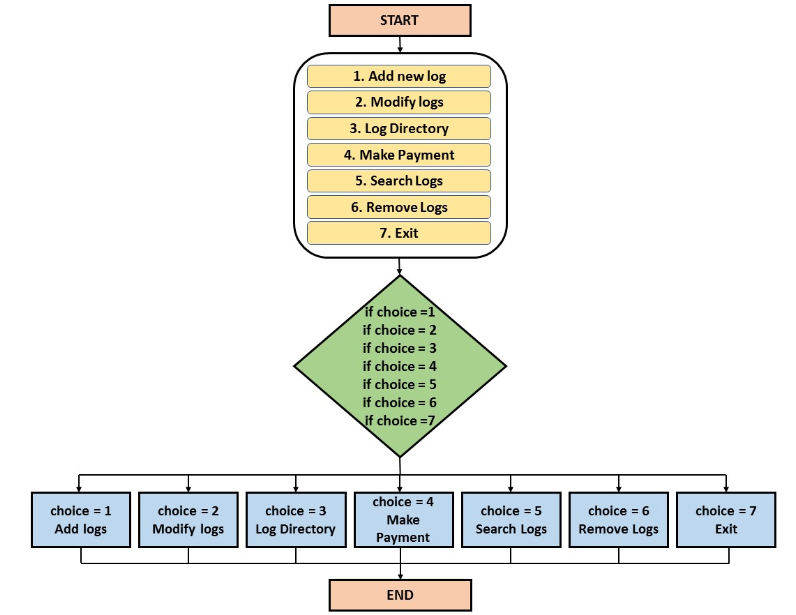 START
1. Add new log
2. Modify logs
3. Log Directory
4. Make Payment
5. Search Logs
6. Remove Logs
7. Exit
if choice =1
if choice = 2
if choice = 3
if choice = 4
if choice = 5
if choice = 6
if choice =7
choice = 1
Add logs
choice = 2
Modify logs
choice = 3
Log Directory
choice = 4
Make
Payment
choice = 5
Search Logs
choice = 6
Remove Logs
choice = 7
Exit
END